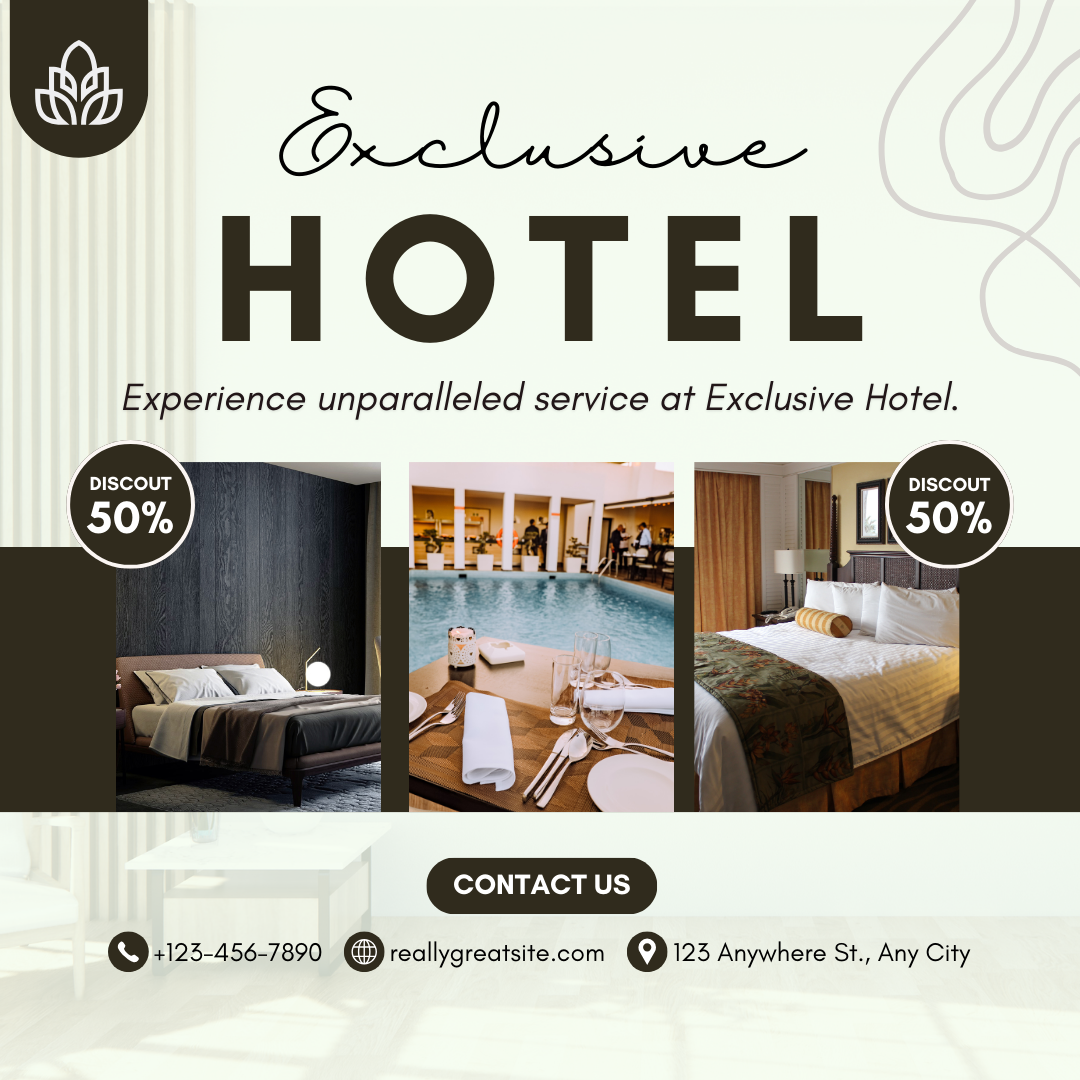 Exclusive
HOTEL
Experience unparalleled service at Exclusive Hotel.
DISCOUT
50%
DISCOUT
50%
CONTACT US
+123-456-7890
reallygreatsite.com
123 Anywhere St., Any City